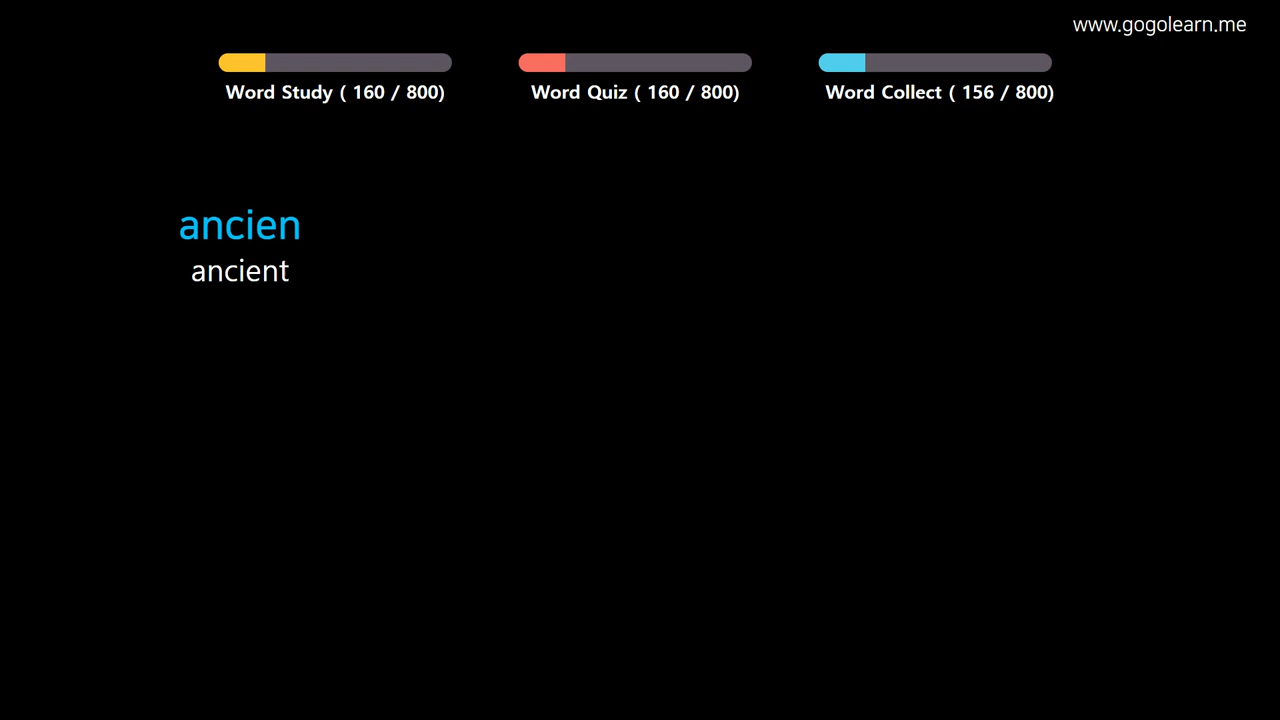 www.gogolearn.me
Word Study ( 160 / 800)
Word Quiz ( 160 / 800)
Word Collect ( 156 / 800)
ancien
ancient